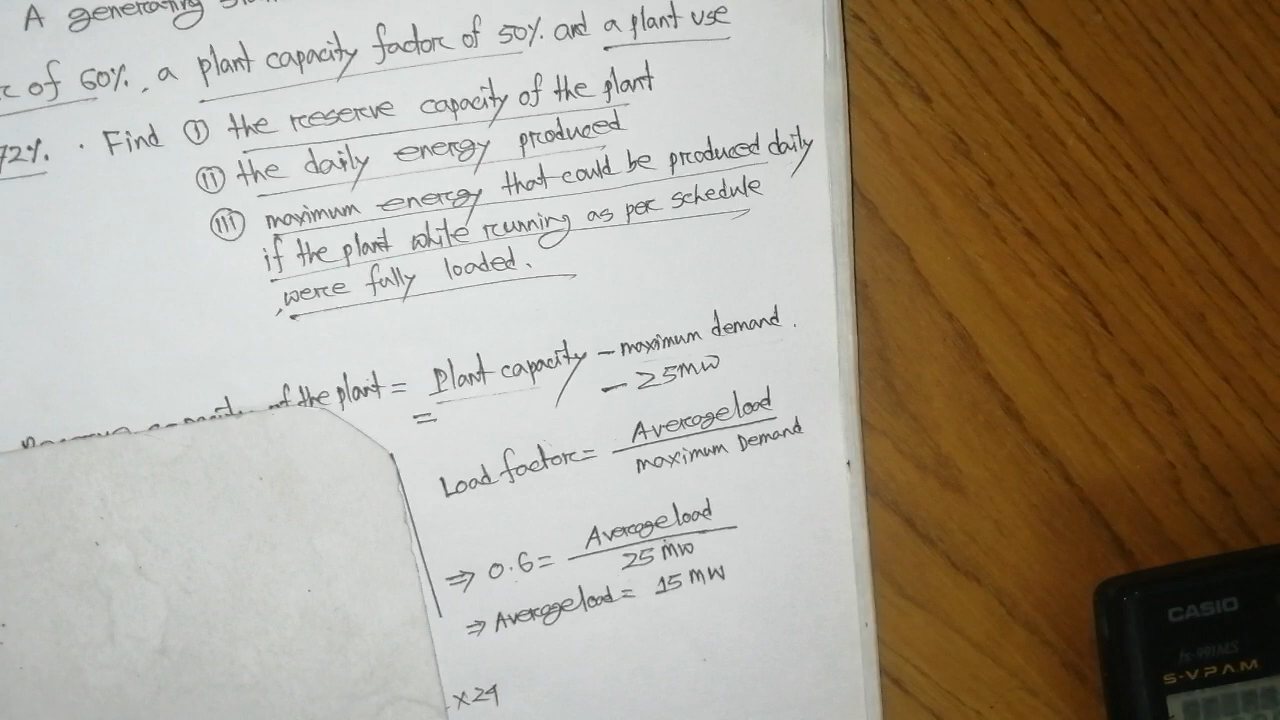 A generating
of 60%, a plant capacity factor of 50%. and a plant use
72%. . Find (i) the reserve capacity of the plant
(ii) the daily energy produced
(iii) maximum energy that could be produced daily
if the plant while running as per schedule
were fully loaded.
of the plant = Plant capacity - maximum demand.
= - 25MW
Load factor = Average load / maximum Demand
⇒ 0.6 = Average load / 25 MW
⇒ Average load = 15 MW
x24
CASIO
fx-991MS
S-V.P.A.M.